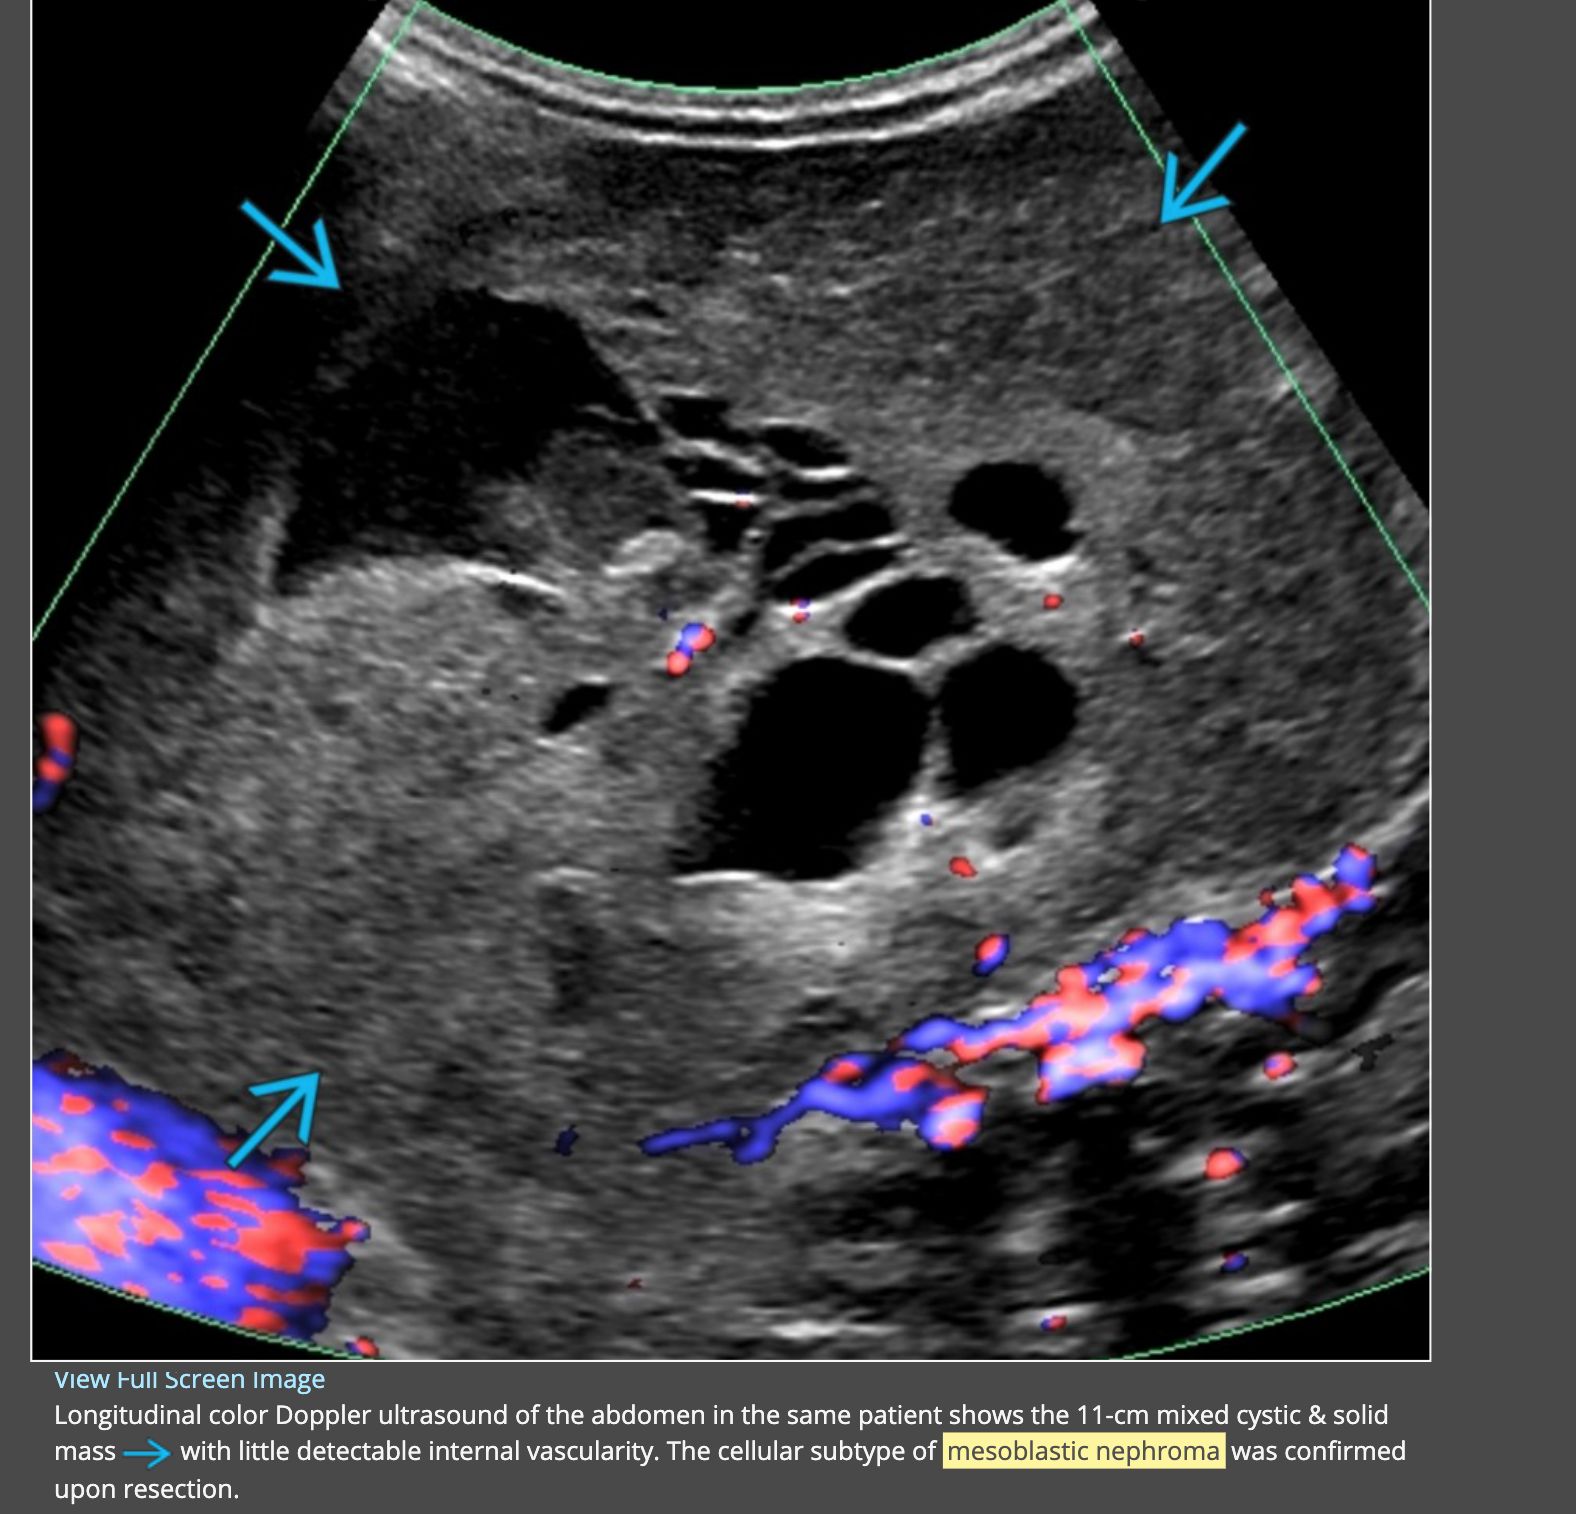 View Full Screen Image
Longitudinal color Doppler ultrasound of the abdomen in the same patient shows the 11-cm mixed cystic & solid
mass with little detectable internal vascularity. The cellular subtype of mesoblastic nephroma was confirmed
upon resection.